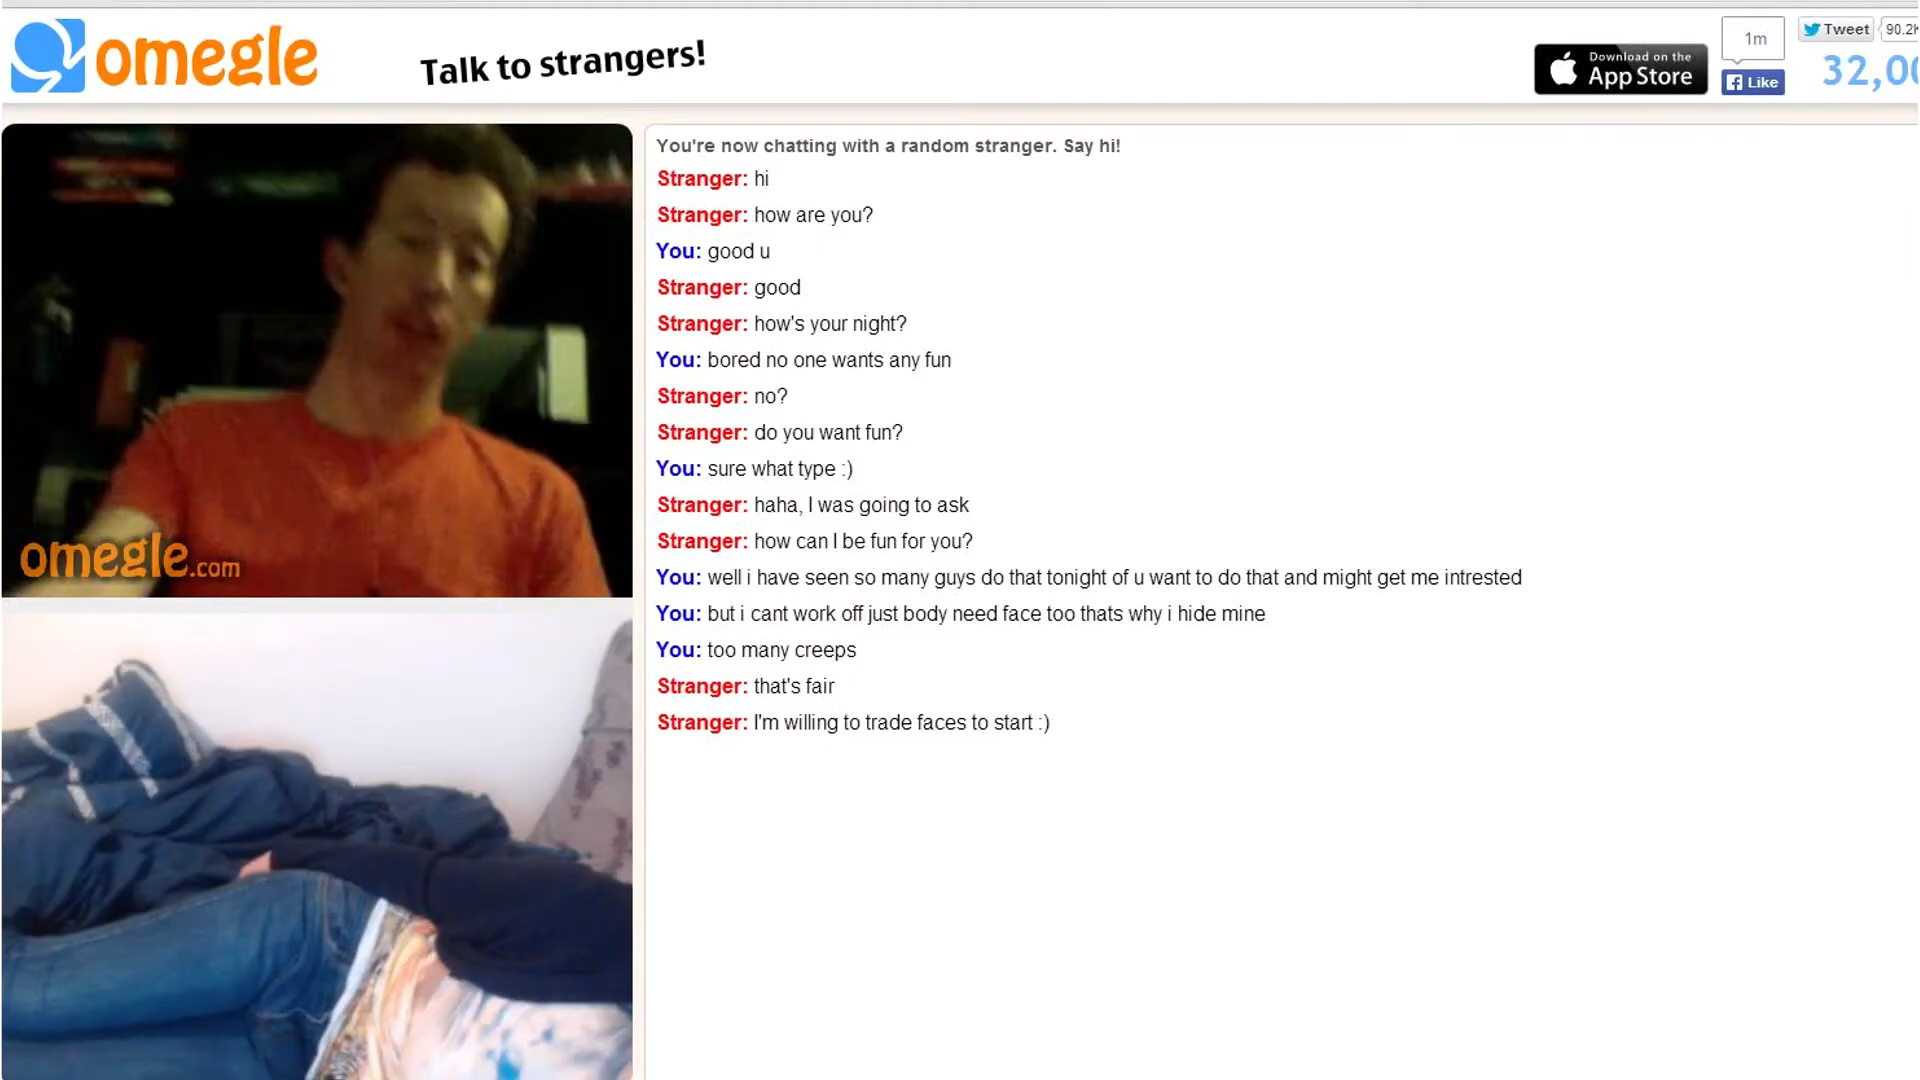 omegle
Talk to strangers!
Download on the
App Store
1m
Like
Tweet
32,00
You're now chatting with a random stranger. Say hi!
Stranger: hi
Stranger: how are you?
You: good u
Stranger: good
Stranger: how's your night?
You: bored no one wants any fun
Stranger: no?
Stranger: do you want fun?
You: sure what type :)
Stranger: haha, I was going to ask
Stranger: how can I be fun for you?
You: well i have seen so many guys do that tonight of u want to do that and might get me intrested
You: but i cant work off just body need face too thats why i hide mine
You: too many creeps
Stranger: that's fair
Stranger: I'm willing to trade faces to start :)
omegle.com